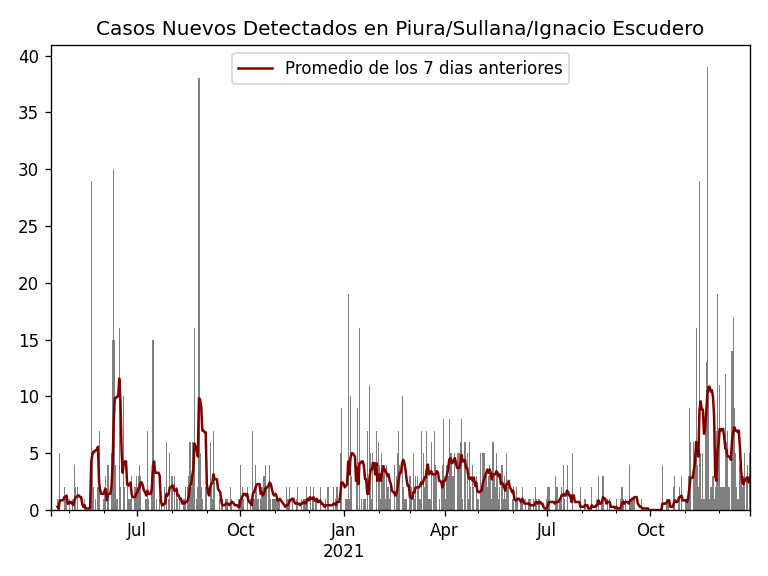 Casos Nuevos Detectados en Piura/Sullana/Ignacio Escudero
Promedio de los 7 dias anteriores
40
35
30
25
20
15
10
5
0
Jul
Oct
Jan
Apr
Jul
Oct
2021